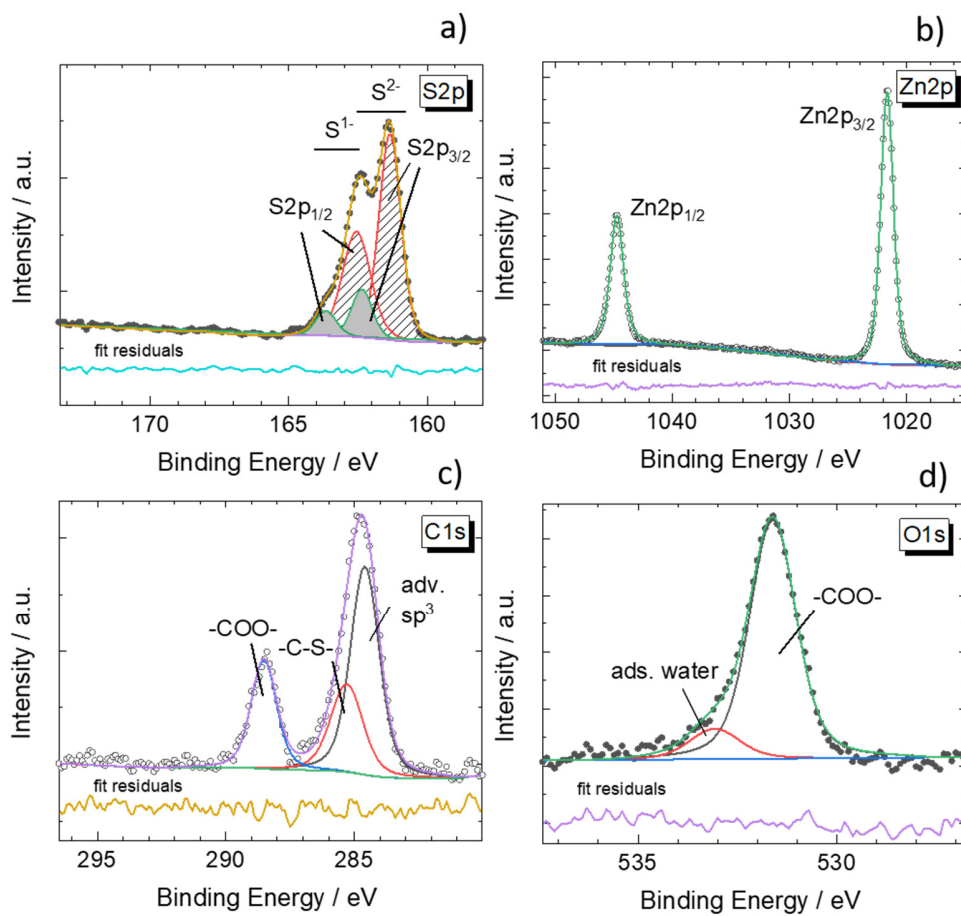 a)
S2p
S²⁻
S¹⁻
S2p₃/₂
S2p₁/₂
Intensity / a.u.
fit residuals
170 165 160
Binding Energy / eV
b)
Zn2p
Zn2p₃/₂
Zn2p₁/₂
Intensity / a.u.
fit residuals
1050 1040 1030 1020
Binding Energy / eV
c)
C1s
adv.
sp³
-COO-
-C-S-
Intensity / a.u.
fit residuals
295 290 285
Binding Energy / eV
d)
O1s
-COO-
ads. water
Intensity / a.u.
fit residuals
535 530
Binding Energy / eV